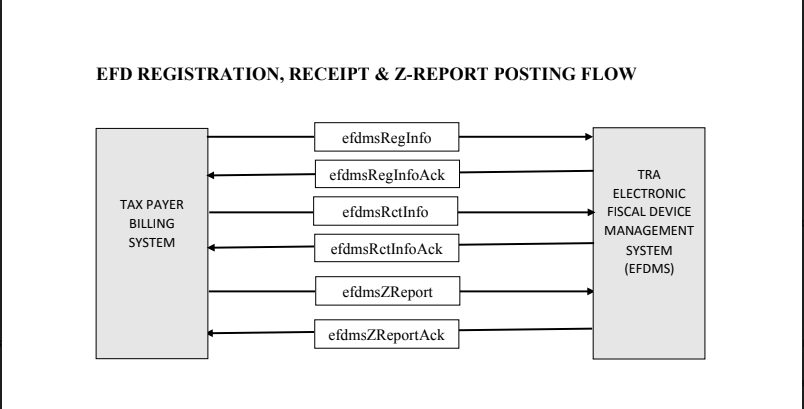 EFD REGISTRATION, RECEIPT & Z-REPORT POSTING FLOW
TAX PAYER
BILLING
SYSTEM
efdmsRegInfo
efdmsRegInfoAck
efdmsRctInfo
efdmsRctInfoAck
efdmsZReport
efdmsZReportAck
TRA
ELECTRONIC
FISCAL DEVICE
MANAGEMENT
SYSTEM
(EFDMS)